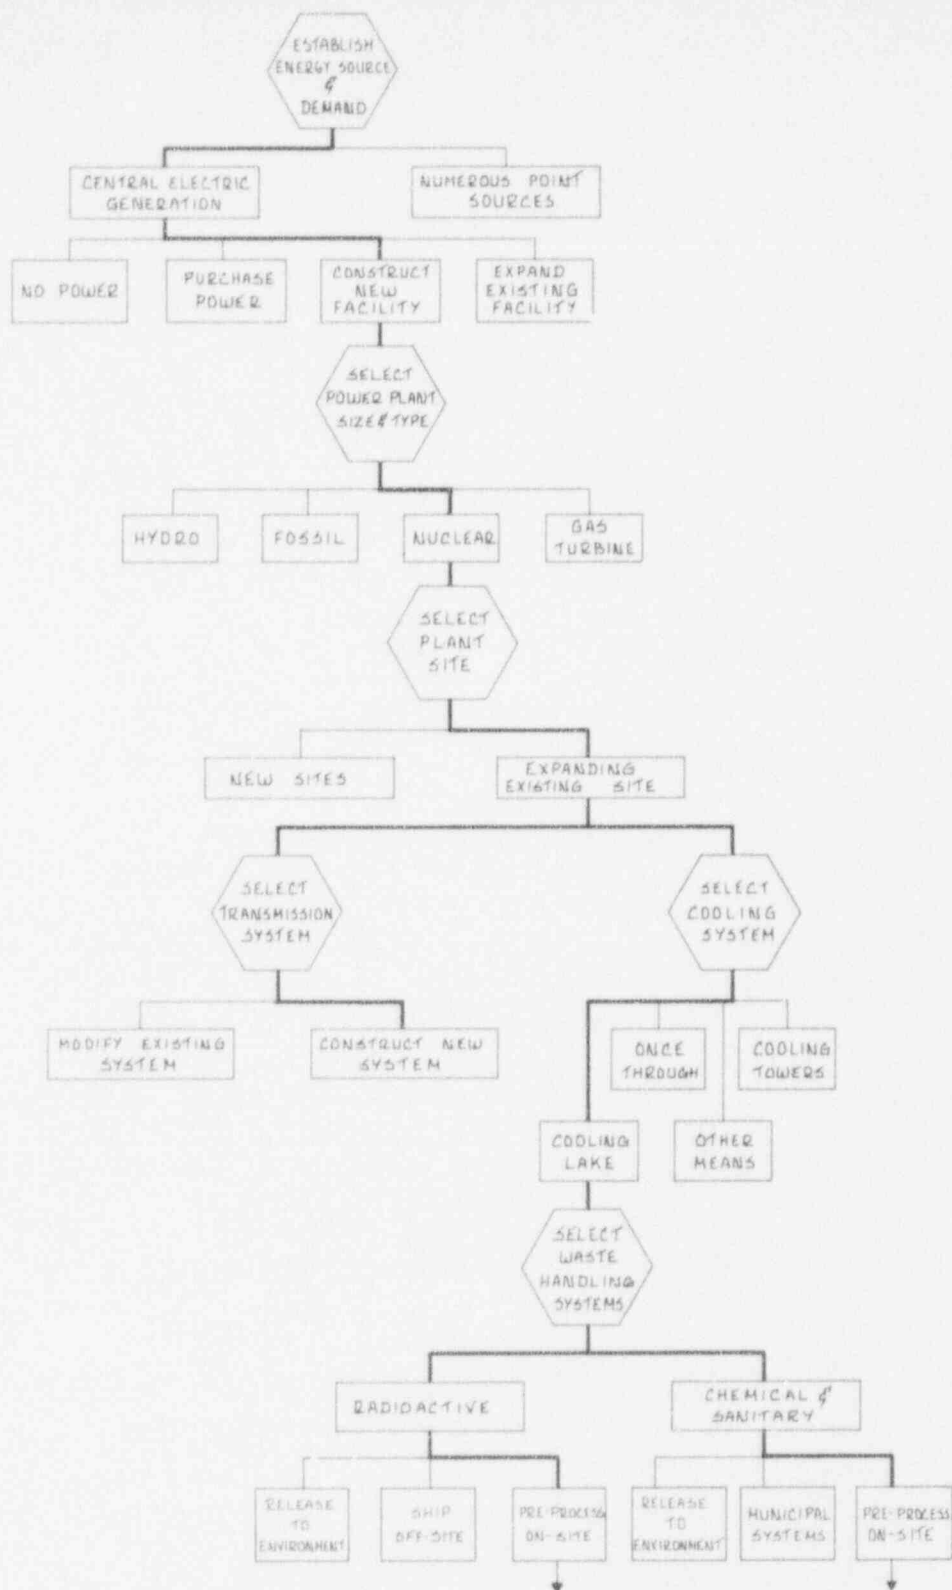 ESTABLISH
ENERGY SOURCE
&
DEMAND
CENTRAL ELECTRIC
GENERATION
NUMEROUS POINT
SOURCES
NO POWER
PURCHASE
POWER
CONSTRUCT
NEW
FACILITY
EXPAND
EXISTING
FACILITY
SELECT
POWER PLANT
SIZE & TYPE
HYDRO
FOSSIL
NUCLEAR
GAS
TURBINE
SELECT
PLANT
SITE
NEW SITES
EXPANDING
EXISTING SITE
SELECT
TRANSMISSION
SYSTEM
SELECT
COOLING
SYSTEM
MODIFY EXISTING
SYSTEM
CONSTRUCT NEW
SYSTEM
ONCE
THROUGH
COOLING
TOWERS
COOLING
LAKE
OTHER
MEANS
SELECT
WASTE
HANDLING
SYSTEMS
RADIOACTIVE
CHEMICAL &
SANITARY
RELEASE
TO
ENVIRONMENT
SHIP
OFF-SITE
PRE-PROCESS
ON-SITE
RELEASE
TO
ENVIRONMENT
MUNICIPAL
SYSTEMS
PRE-PROCESS
ON-SITE